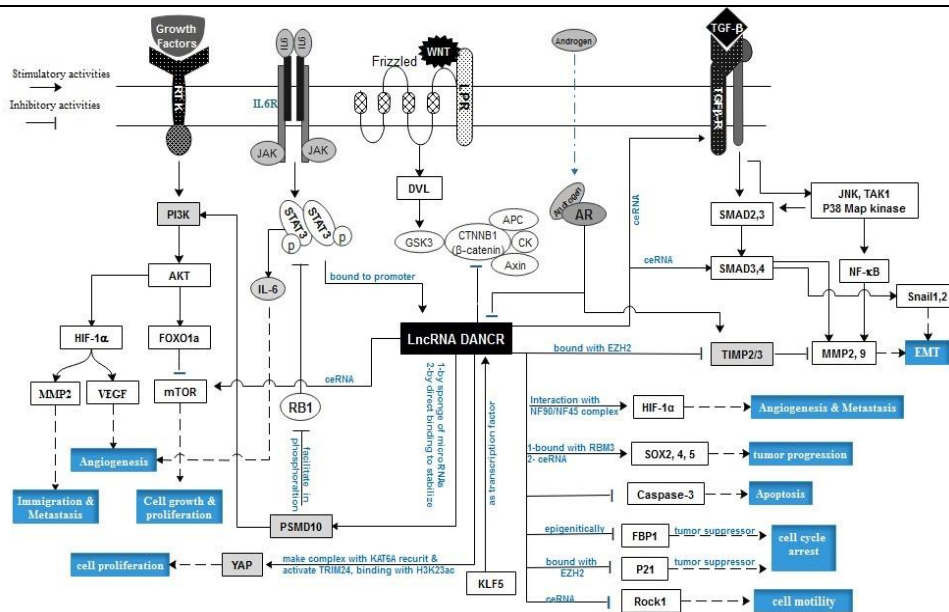 Growth
Factors
IL6
IL6
Frizzled
WNT
Androgen
TGF-β
Stimulatory activities
Inhibitory activities
RTK
IL6R
LPR
TGFβ-R
JAK
JAK
PI3K
STAT3
STAT3
p
p
DVL
GSK3
APC
CTNNB1
(β-catenin)
CK
Axin
Androgen
AR
ceRNA
SMAD2,3
JNK, TAK1
P38 Map kinase
AKT
IL-6
bound to promoter
ceRNA
SMAD3,4
NF-κB
Snail1,2
HIF-1α
FOXO1a
LncRNA DANCR
bound with EZH2
TIMP2/3
MMP2, 9
EMT
MMP2
VEGF
mTOR
ceRNA
RB1
1-by sponge of microRNAs
2-by direct binding to stabilize
as transcription factor
Interaction with
NF90/NF45 complex
HIF-1α
Angiogenesis & Metastasis
Angiogenesis
facilitate in
phosphoration
1-bound with RBM3
2- ceRNA
SOX2, 4, 5
tumor progression
Immigration &
Metastasis
Cell growth &
proliferation
PSMD10
Caspase-3
Apoptosis
epigenitically
FBP1
tumor suppressor
cell cycle
arrest
cell proliferation
YAP
make complex with KAT6A recurit &
activate TRIM24, binding with H3K23ac
KLF5
bound with
EZH2
P21
tumor suppressor
ceRNA
Rock1
cell motility